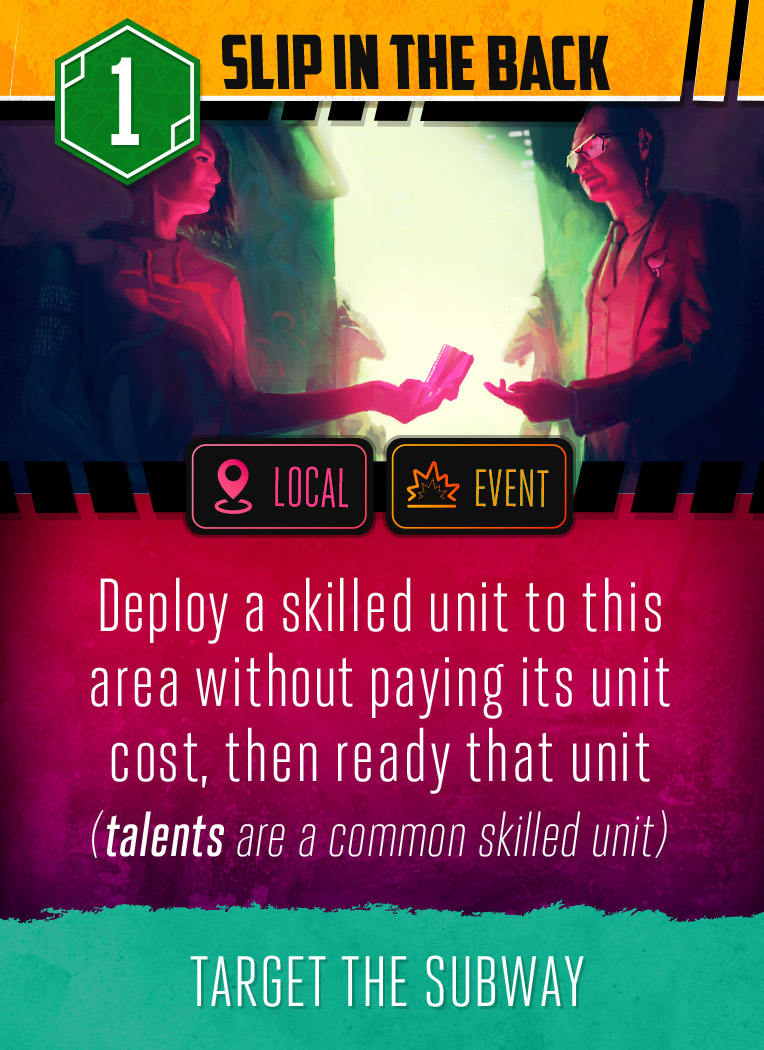 1
SLIP IN THE BACK
LOCAL
EVENT
Deploy a skilled unit to this
area without paying its unit
cost, then ready that unit
(talents are a common skilled unit)
TARGET THE SUBWAY